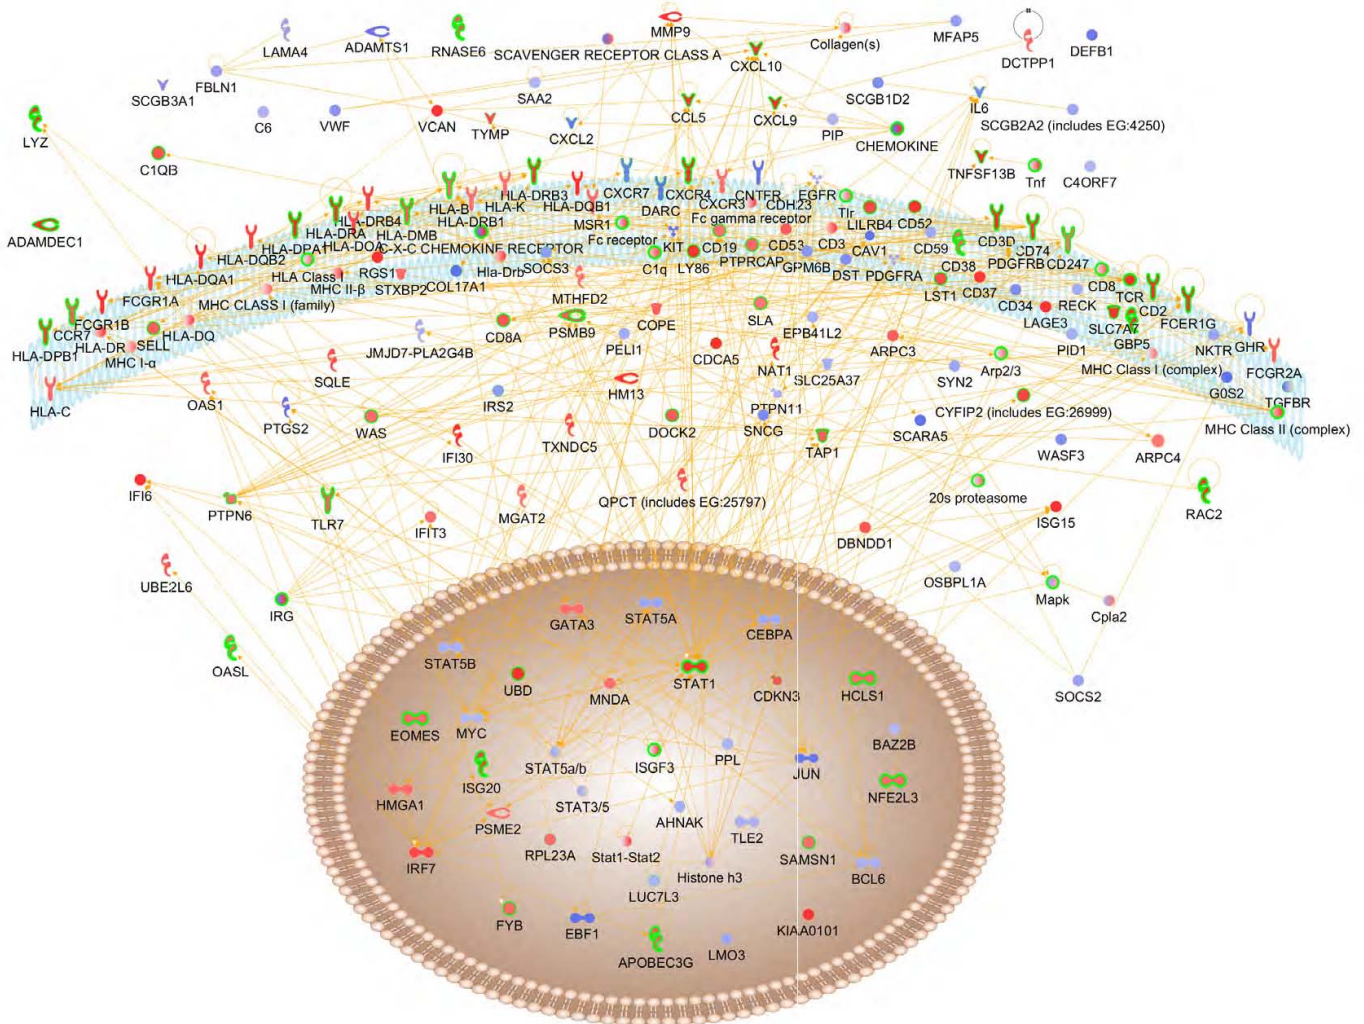 LAMA4
ADAMTS1
RNASE6
SCAVENGER RECEPTOR CLASS A
MMP9
CXCL10
Collagen(s)
MFAP5
DCTPP1
DEFB1
SCGB3A1
FBLN1
C6
VWF
VCAN
TYMP
SAA2
CXCL2
CCL5
CXCL9
PIP
SCGB1D2
CHEMOKINE
IL6
SCGB2A2 (includes EG:4250)
LYZ
C1QB
TNFSF13B
Tnf
C4ORF7
ADAMDEC1
HLA-DRB3
HLA-K
HLA-B
HLA-DRB1
HLA-DQB1
CXCR7
DARC
CXCR4
CXCR3
CNTFR
CDH23
EGFR
Tlr
LILRB4
CD52
HLA-DRB4
HLA-DRA
HLA-DMB
HLA-DPA1
HLA-DOA
C-X-C CHEMOKINE RECEPTOR
MSR1
Fc receptor
Fc gamma receptor
KIT
CD19
CD53
CD3
CAV1
CD59
CD3D
CD74
PDGFRB
CD247
HLA-DQB2
HLA Class I
RGS1
Hla-Drb
SOCS3
C1q
LY86
PTPRCAP
GPM6B
DST
PDGFRA
CD38
HLA-DQA1
MHC II-β
STXBP2
COL17A1
MTHFD2
LST1
CD37
CD8
TCR
CD2
FCGR1A
MHC CLASS I (family)
FCGR1B
CCR7
HLA-DR
SELL
HLA-DQ
HLA-DPB1
MHC I-α
JMJD7-PLA2G4B
CD8A
PSMB9
PELI1
COPE
SLA
EPB41L2
CD34
RECK
LAGE3
SLC7A7
GBP5
FCER1G
PID1
NKTR
GHR
FCGR2A
HLA-C
OAS1
SQLE
CDCA5
NAT1
SLC25A37
ARPC3
SYN2
Arp2/3
MHC Class I (complex)
G0S2
TGFBR
PTGS2
WAS
IRS2
HM13
PTPN11
SNCG
SCARA5
CYFIP2 (includes EG:26999)
MHC Class II (complex)
IFI30
TXNDC5
DOCK2
TAP1
WASF3
ARPC4
IFI6
PTPN6
TLR7
IFIT3
MGAT2
QPCT (includes EG:25797)
20s proteasome
ISG15
RAC2
DBNDD1
UBE2L6
IRG
OSBPL1A
Mapk
Cpla2
OASL
SOCS2
GATA3
STAT5A
CEBPA
STAT5B
UBD
MNDA
STAT1
CDKN3
HCLS1
EOMES
MYC
STAT5a/b
ISGF3
PPL
JUN
BAZ2B
ISG20
HMGA1
STAT3/5
AHNAK
TLE2
NFE2L3
PSME2
RPL23A
Stat1-Stat2
IRF7
Histone h3
SAMSN1
BCL6
LUC7L3
FYB
EBF1
KIAA0101
APOBEC3G
LMO3